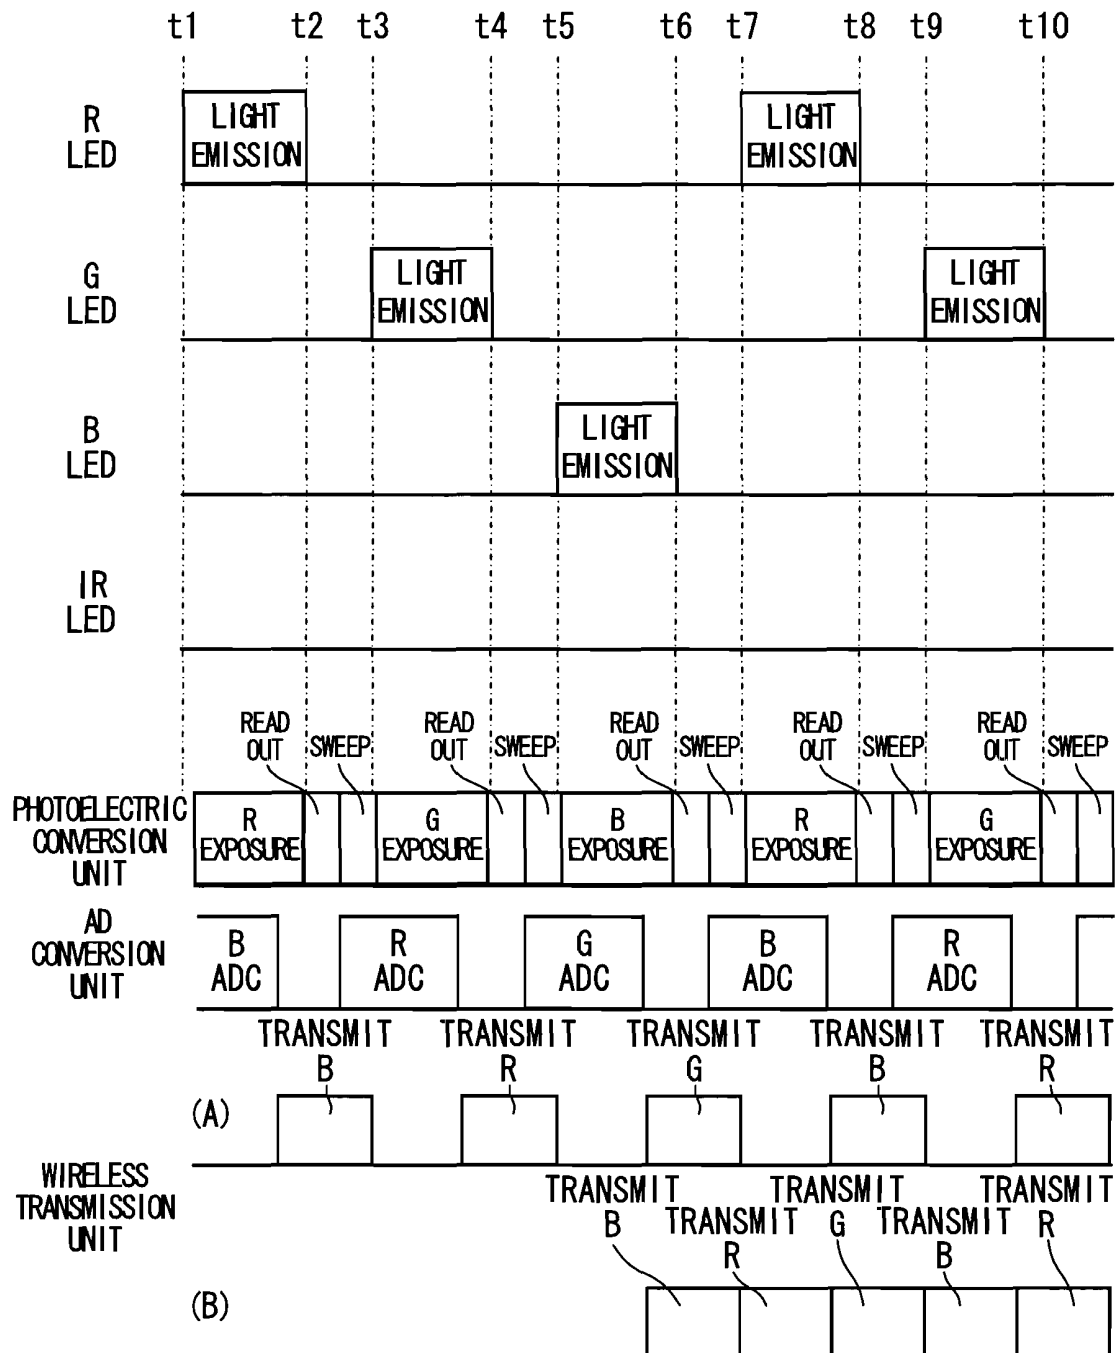 t1 t2 t3 t4 t5 t6 t7 t8 t9 t10
R
LED
LIGHT
EMISSION
LIGHT
EMISSION
G
LED
LIGHT
EMISSION
LIGHT
EMISSION
B
LED
LIGHT
EMISSION
IR
LED
READ
OUT
SWEEP
READ
OUT
SWEEP
READ
OUT
SWEEP
READ
OUT
SWEEP
READ
OUT
SWEEP
PHOTOELECTRIC
CONVERSION
UNIT
R
EXPOSURE
G
EXPOSURE
B
EXPOSURE
R
EXPOSURE
G
EXPOSURE
AD
CONVERSION
UNIT
B
ADC
R
ADC
G
ADC
B
ADC
R
ADC
TRANSMIT
B
TRANSMIT
R
TRANSMIT
G
TRANSMIT
B
TRANSMIT
R
(A)
WIRELESS
TRANSMISSION
UNIT
TRANSMIT
B
TRANSMIT
R
TRANSMIT
G
TRANSMIT
B
TRANSMIT
R
(B)